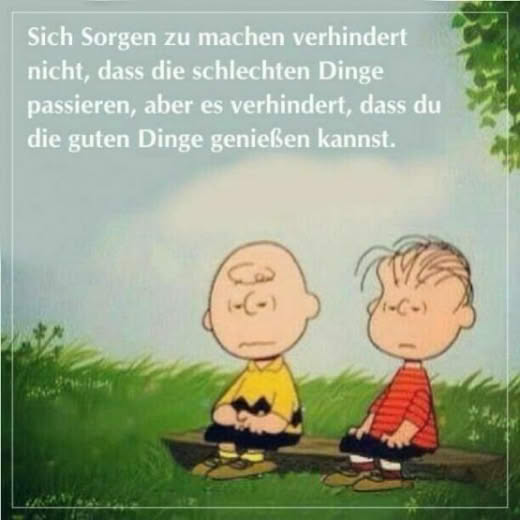 Sich Sorgen zu machen verhindert
nicht, dass die schlechten Dinge
passieren, aber es verhindert, dass du
die guten Dinge genießen kannst.